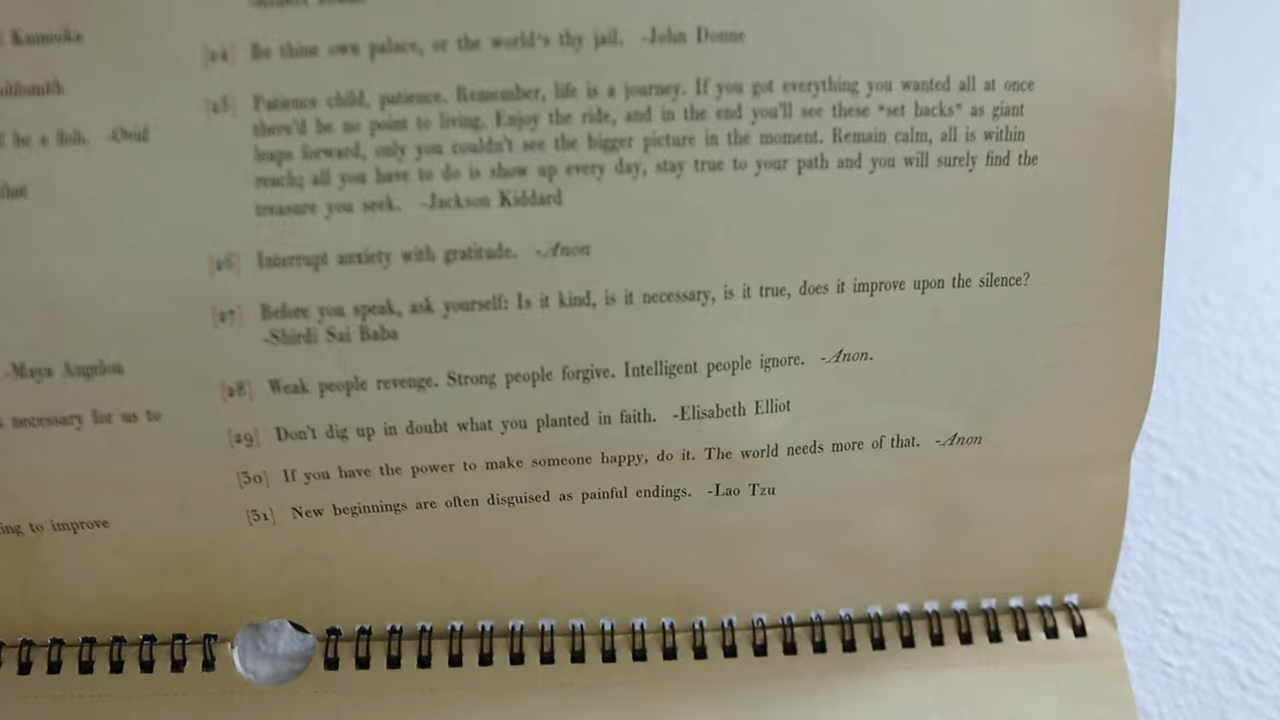 Kumeoka
[24] Be thine own palace, or the world's thy jail. -John Donne
[25] Patience child, patience. Remember, life is a journey. If you got everything you wanted all at once
there'd be no point to living. Enjoy the ride, and in the end you'll see these "set backs" as giant
be a fish. -Ovid
leaps forward, only you couldn't see the bigger picture in the moment. Remain calm, all is within
reach; all you have to do is show up every day, stay true to your path and you will surely find the
treasure you seek. -Jackson Kiddard
[26] Interrupt anxiety with gratitude. -Anon
[27] Before you speak, ask yourself: Is it kind, is it necessary, is it true, does it improve upon the silence?
-Shirdi Sai Baba
-Maya Angelou
[28] Weak people revenge. Strong people forgive. Intelligent people ignore. -Anon.
necessary for us to
[29] Don't dig up in doubt what you planted in faith. -Elisabeth Elliot
[30] If you have the power to make someone happy, do it. The world needs more of that. -Anon
[31] New beginnings are often disguised as painful endings. -Lao Tzu
ing to improve